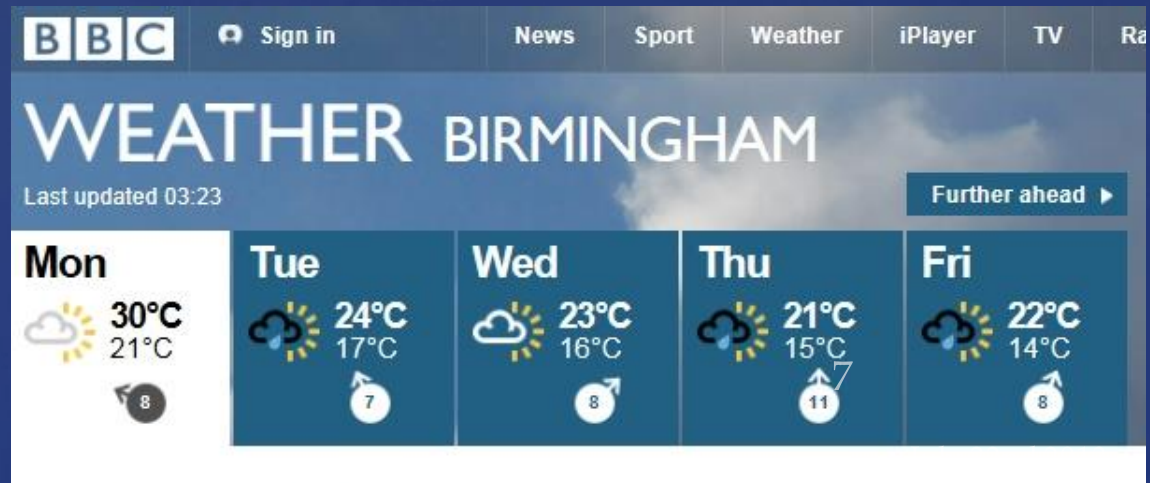 BBC Sign in News Sport Weather iPlayer TV Ra
WEATHER BIRMINGHAM
Last updated 03:23
Further ahead
Mon Tue Wed Thu Fri
30°C 24°C 23°C 21°C 22°C
21°C 17°C 16°C 15°C 14°C
7
8 7 8 11 8